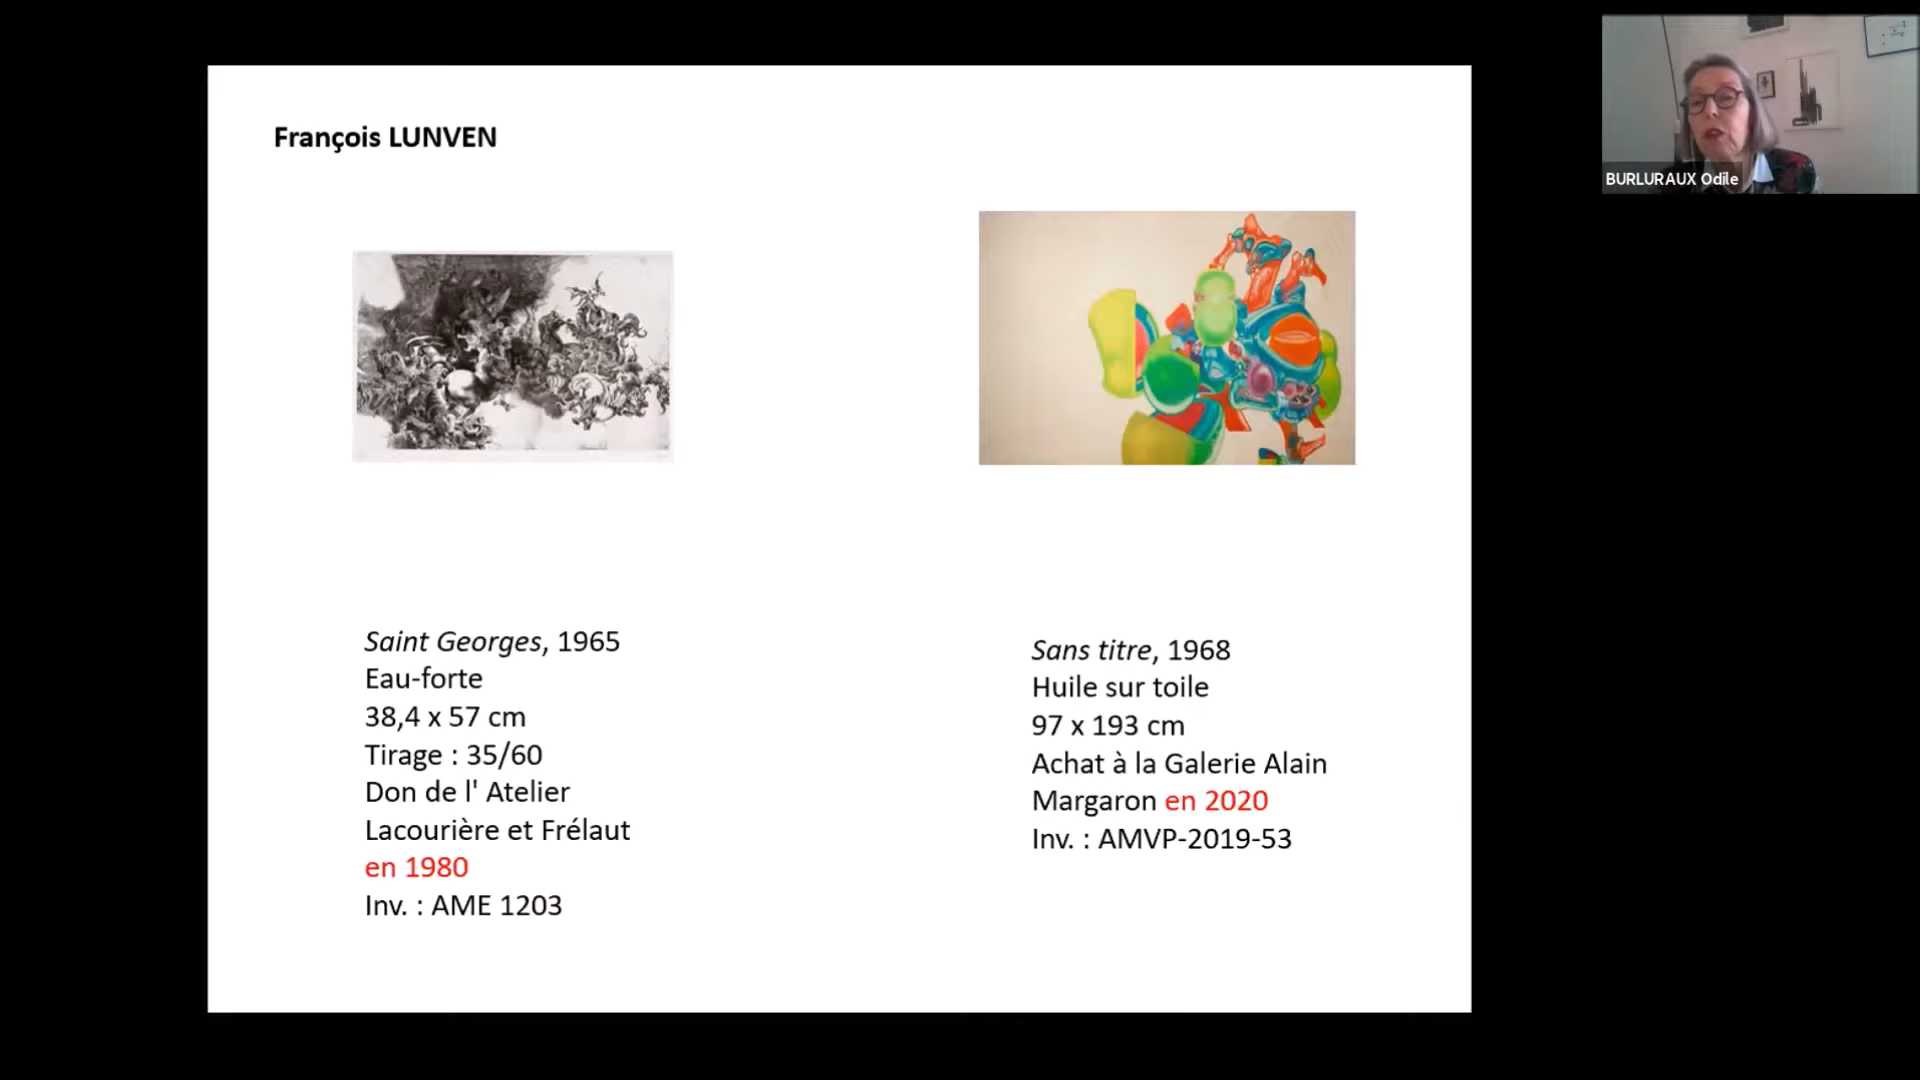 François LUNVEN
BURLURAUX Odile
Saint Georges, 1965
Eau-forte
38,4 x 57 cm
Tirage : 35/60
Don de l' Atelier
Lacourière et Frélaut
en 1980
Inv. : AME 1203
Sans titre, 1968
Huile sur toile
97 x 193 cm
Achat à la Galerie Alain
Margaron en 2020
Inv. : AMVP-2019-53